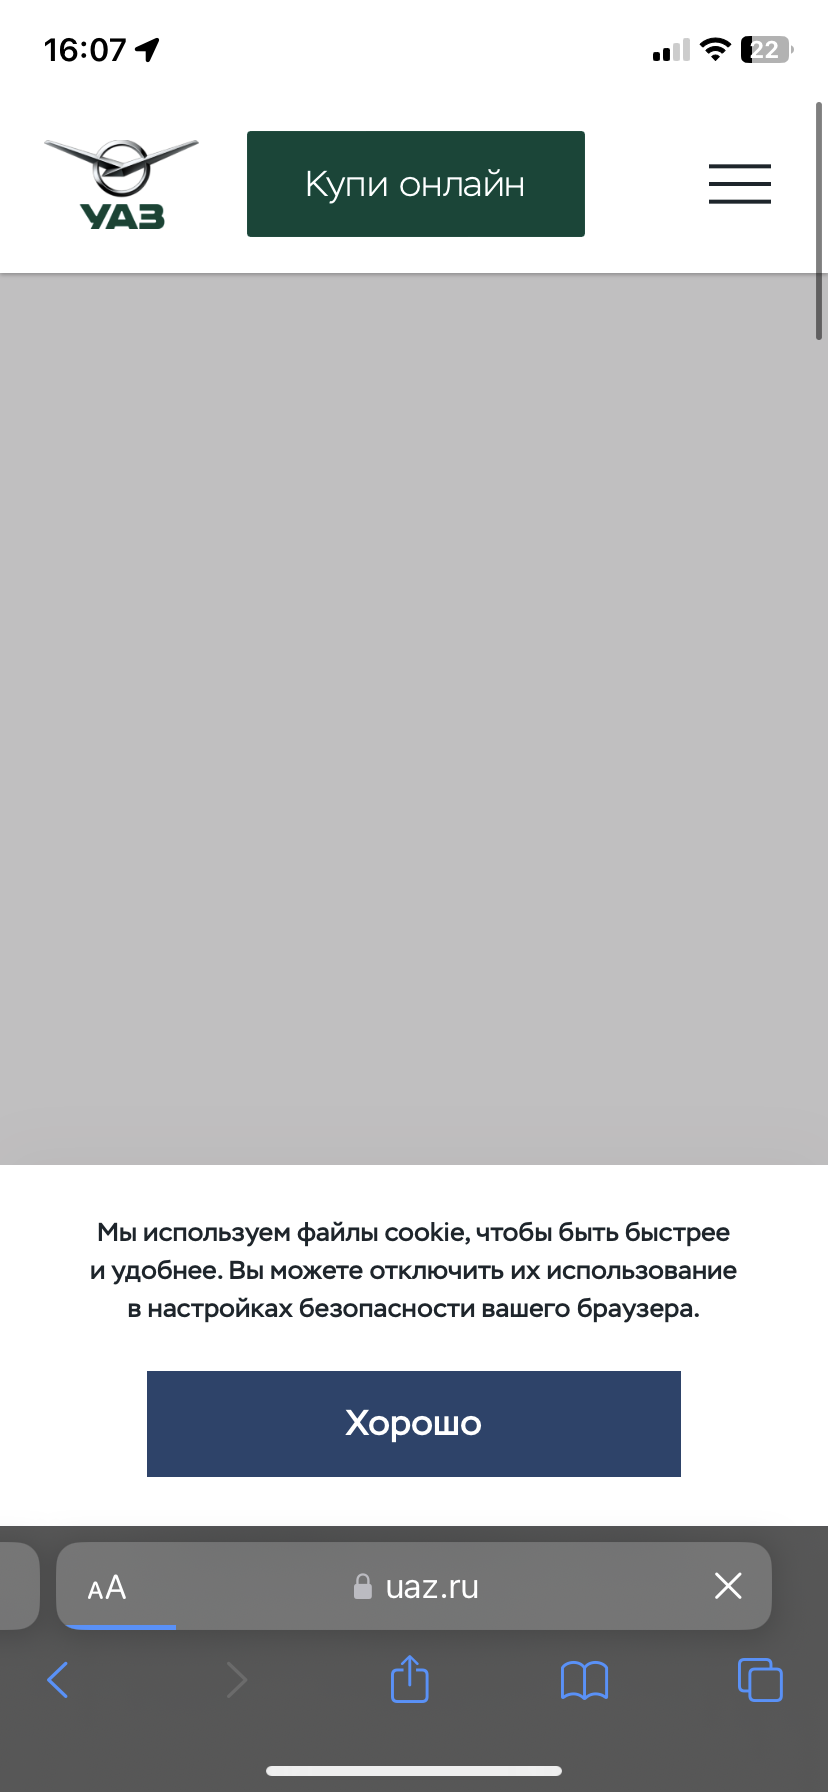 16:07
22
УАЗ
Купи онлайн
Мы используем файлы cookie, чтобы быть быстрее
и удобнее. Вы можете отключить их использование
в настройках безопасности вашего браузера.
Хорошо
AA
uaz.ru